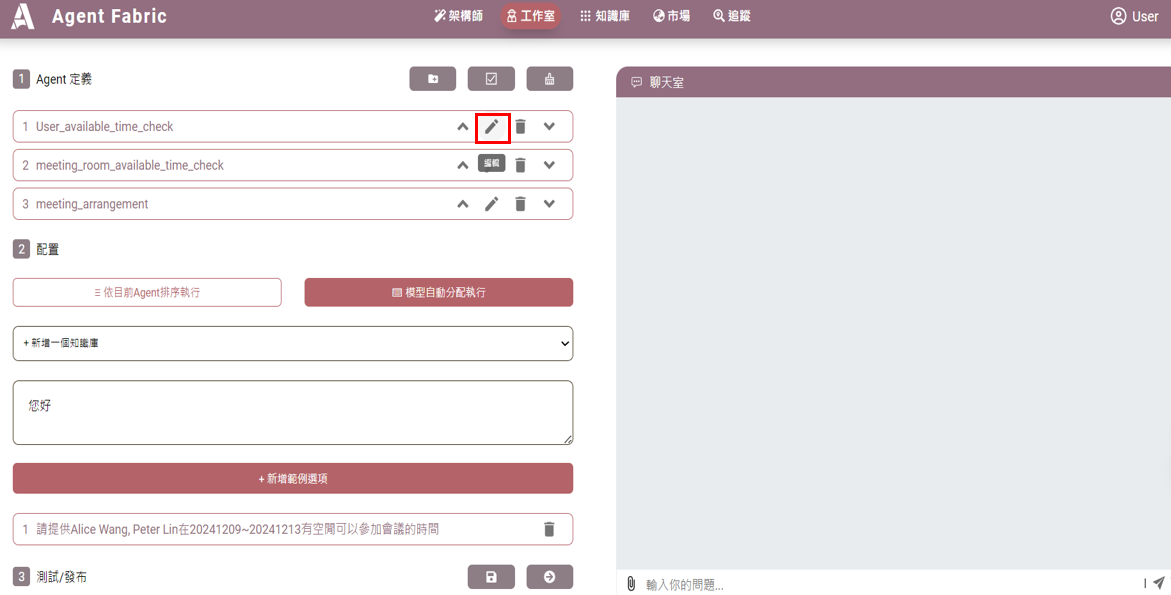 Agent Fabric
架構師 工作室 知識庫 市場 追蹤 User
1 Agent 定義
1 User_available_time_check
編輯
2 meeting_room_available_time_check
3 meeting_arrangement
2 配置
依目前Agent排序執行
模型自動分配執行
+ 新增一個知識庫
您好
+ 新增範例選項
1 請提供Alice Wang, Peter Lin在20241209~20241213有空閒可以參加會議的時間
3 測試/發布
聊天室
輸入你的問題...